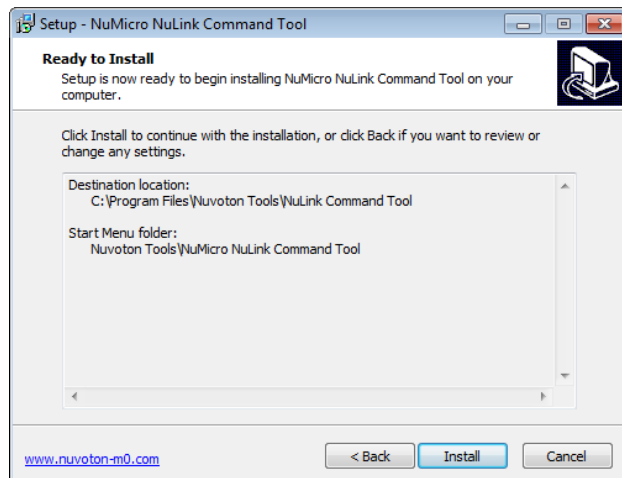 Setup - NuMicro NuLink Command Tool
Ready to Install
Setup is now ready to begin installing NuMicro NuLink Command Tool on your
computer.
Click Install to continue with the installation, or click Back if you want to review or
change any settings.
Destination location:
C:\Program Files\Nuvoton Tools\NuLink Command Tool
Start Menu folder:
Nuvoton Tools\NuMicro NuLink Command Tool
www.nuvoton-m0.com
< Back
Install
Cancel